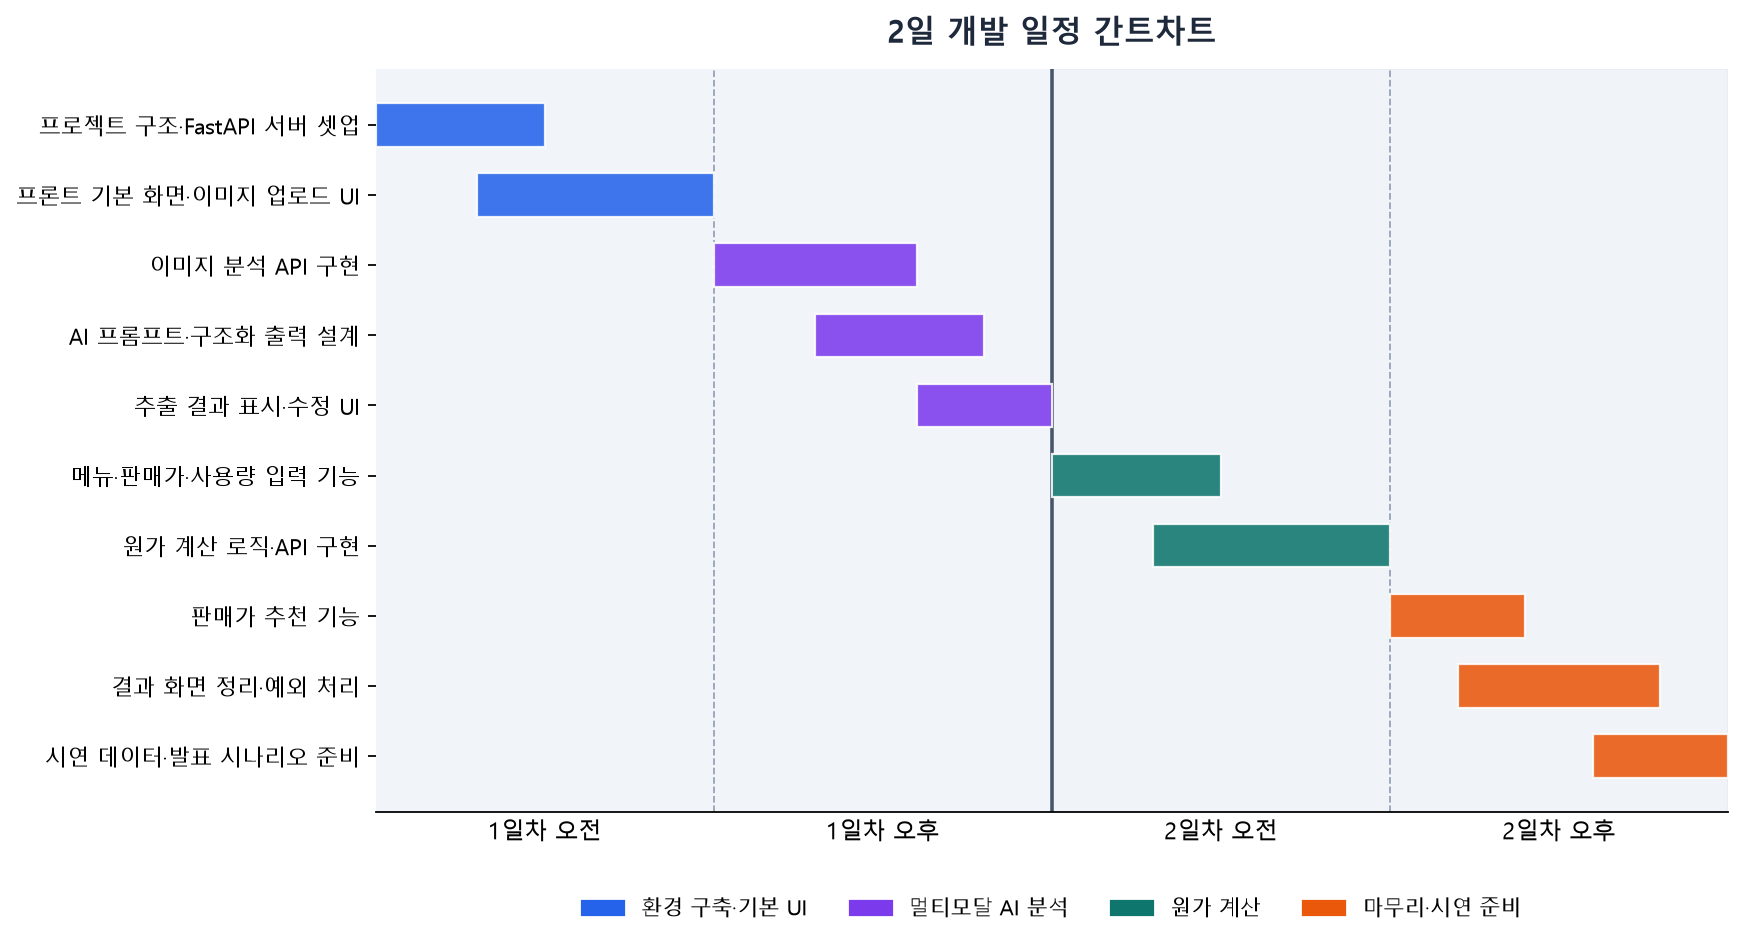 2일 개발 일정 간트차트
프로젝트 구조·FastAPI 서버 셋업
프론트 기본 화면·이미지 업로드 UI
이미지 분석 API 구현
AI 프롬프트·구조화 출력 설계
추출 결과 표시·수정 UI
메뉴·판매가·사용량 입력 기능
원가 계산 로직·API 구현
판매가 추천 기능
결과 화면 정리·예외 처리
시연 데이터·발표 시나리오 준비
1일차 오전
1일차 오후
2일차 오전
2일차 오후
환경 구축·기본 UI
멀티모달 AI 분석
원가 계산
마무리·시연 준비